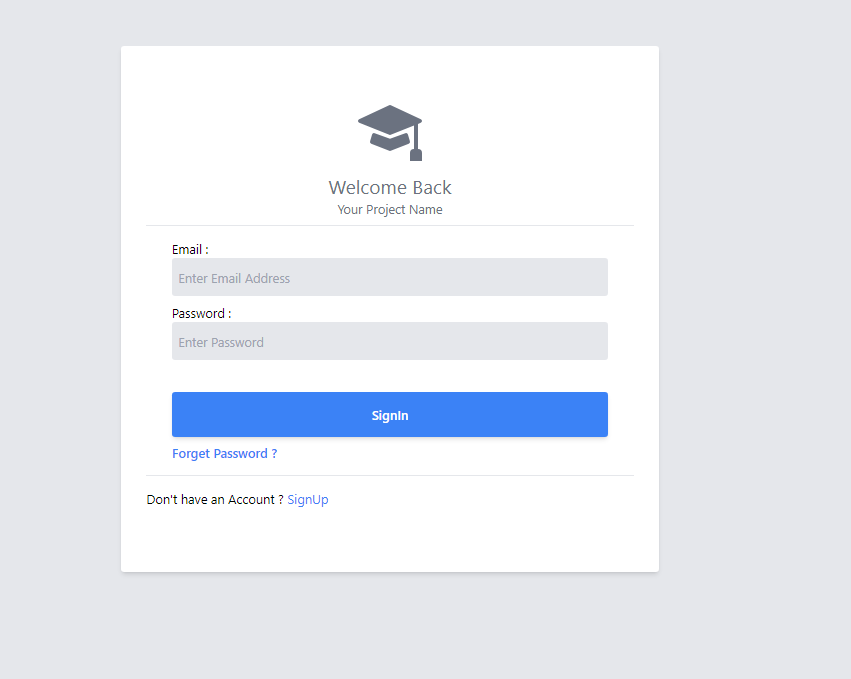 Welcome Back
Your Project Name
Email :
Enter Email Address
Password :
Enter Password
SignIn
Forget Password ?
Don't have an Account ? SignUp